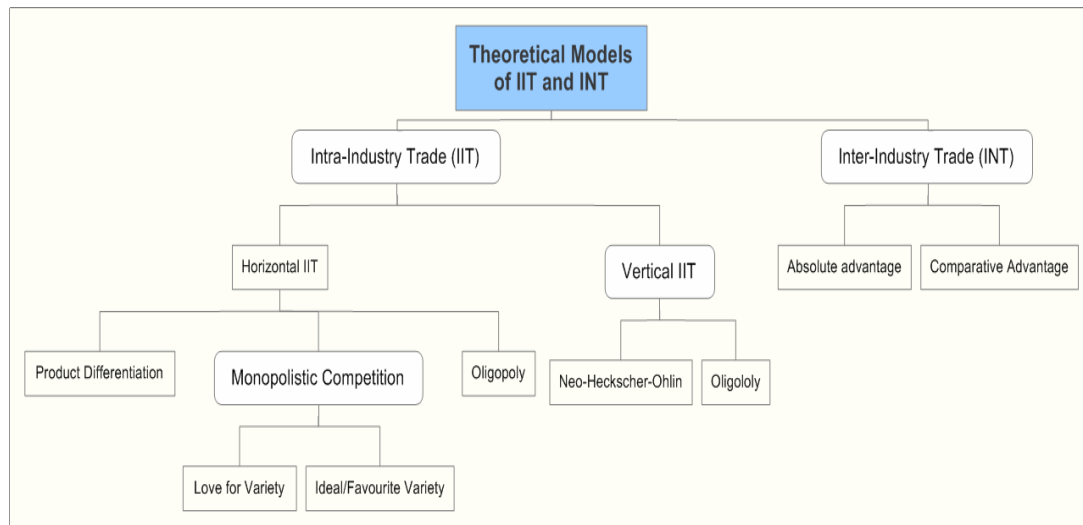 Theoretical Models
of IIT and INT
Intra-Industry Trade (IIT)
Inter-Industry Trade (INT)
Horizontal IIT
Vertical IIT
Absolute advantage
Comparative Advantage
Product Differentiation
Monopolistic Competition
Oligopoly
Neo-Heckscher-Ohlin
Oligololy
Love for Variety
Ideal/Favourite Variety